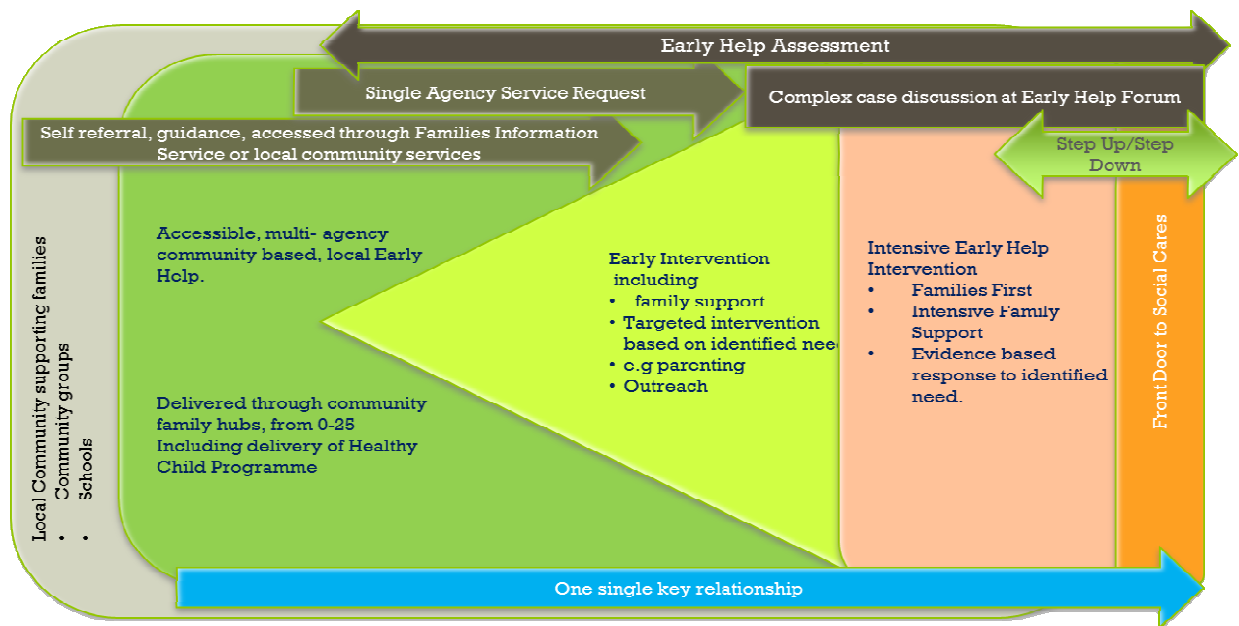 Early Help Assessment
Single Agency Service Request
Complex case discussion at Early Help Forum
Self referral, guidance, accessed through Families Information
Service or local community services
Step Up/Step
Down
Local Community supporting families
• Community groups
• Schools
Accessible, multi- agency
community based, local Early
Help.
Delivered through community
family hubs, from 0-25
Including delivery of Healthy
Child Programme
Early Intervention
including
• family support
• Targeted intervention
based on identified need
• e.g parenting
• Outreach
Intensive Early Help
Intervention
• Families First
• Intensive Family
Support
• Evidence based
response to identified
need.
Front Door to Social Cares
One single key relationship